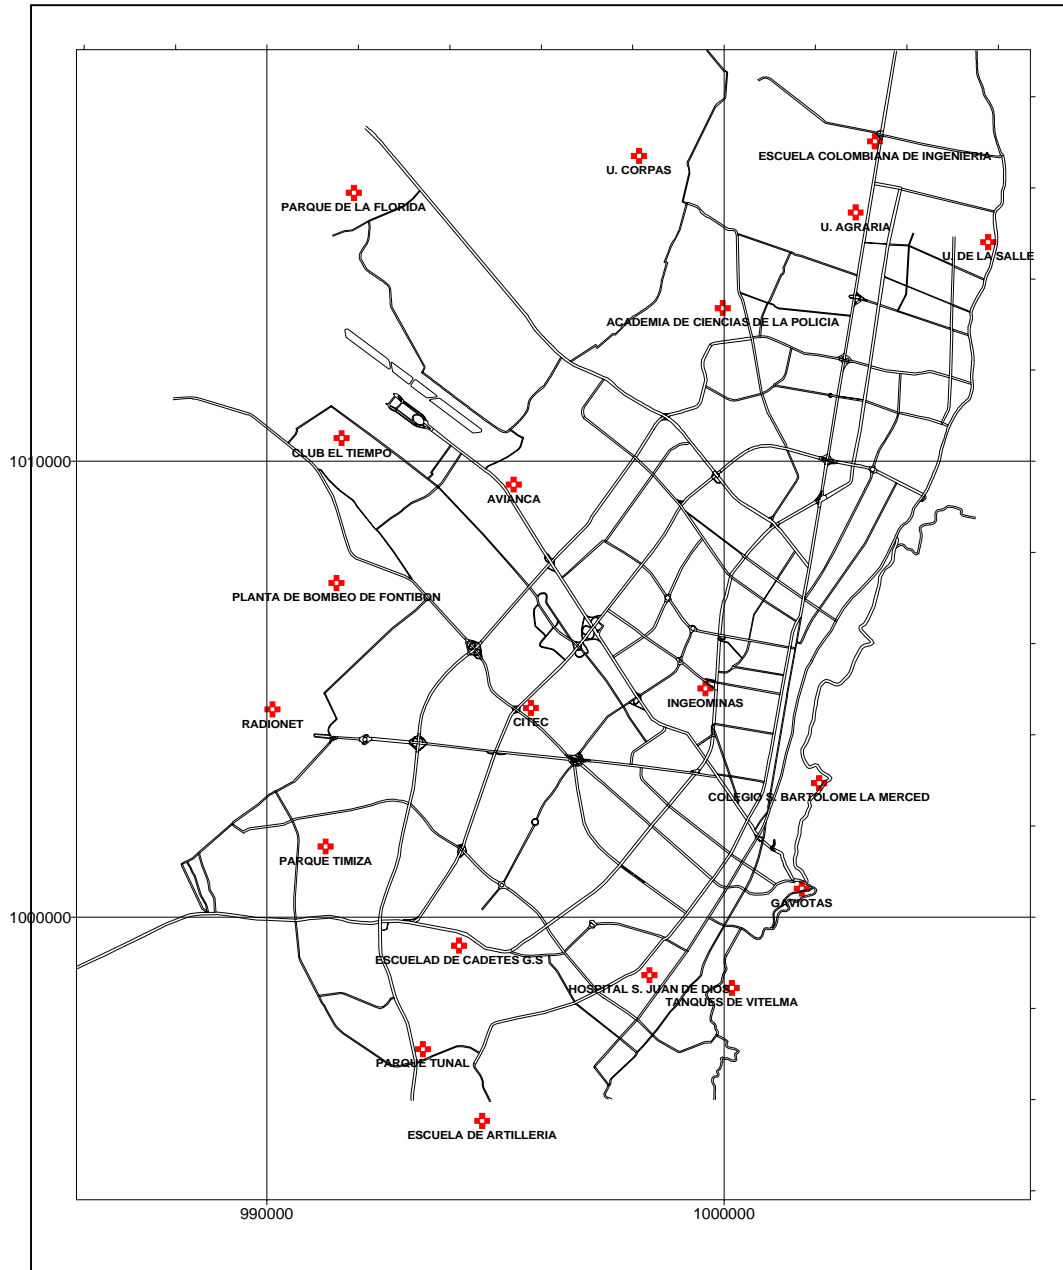 ESCUELA COLOMBIANA DE INGENIERIA
U. CORPAS
PARQUE DE LA FLORIDA
U. AGRARIA
U. DE LA SALLE
ACADEMIA DE CIENCIAS DE LA POLICIA
CLUB EL TIEMPO
1010000
AVIANCA
PLANTA DE BOMBEO DE FONTIBON
INGEOMINAS
RADIONET
CITEC
COLEGIO S. BARTOLOME LA MERCED
PARQUE TIMIZA
GAVIOTAS
1000000
ESCUELAD DE CADETES G.S
HOSPITAL S. JUAN DE DIOS
TANQUES DE VITELMA
PARQUE TUNAL
ESCUELA DE ARTILLERIA
990000
1000000